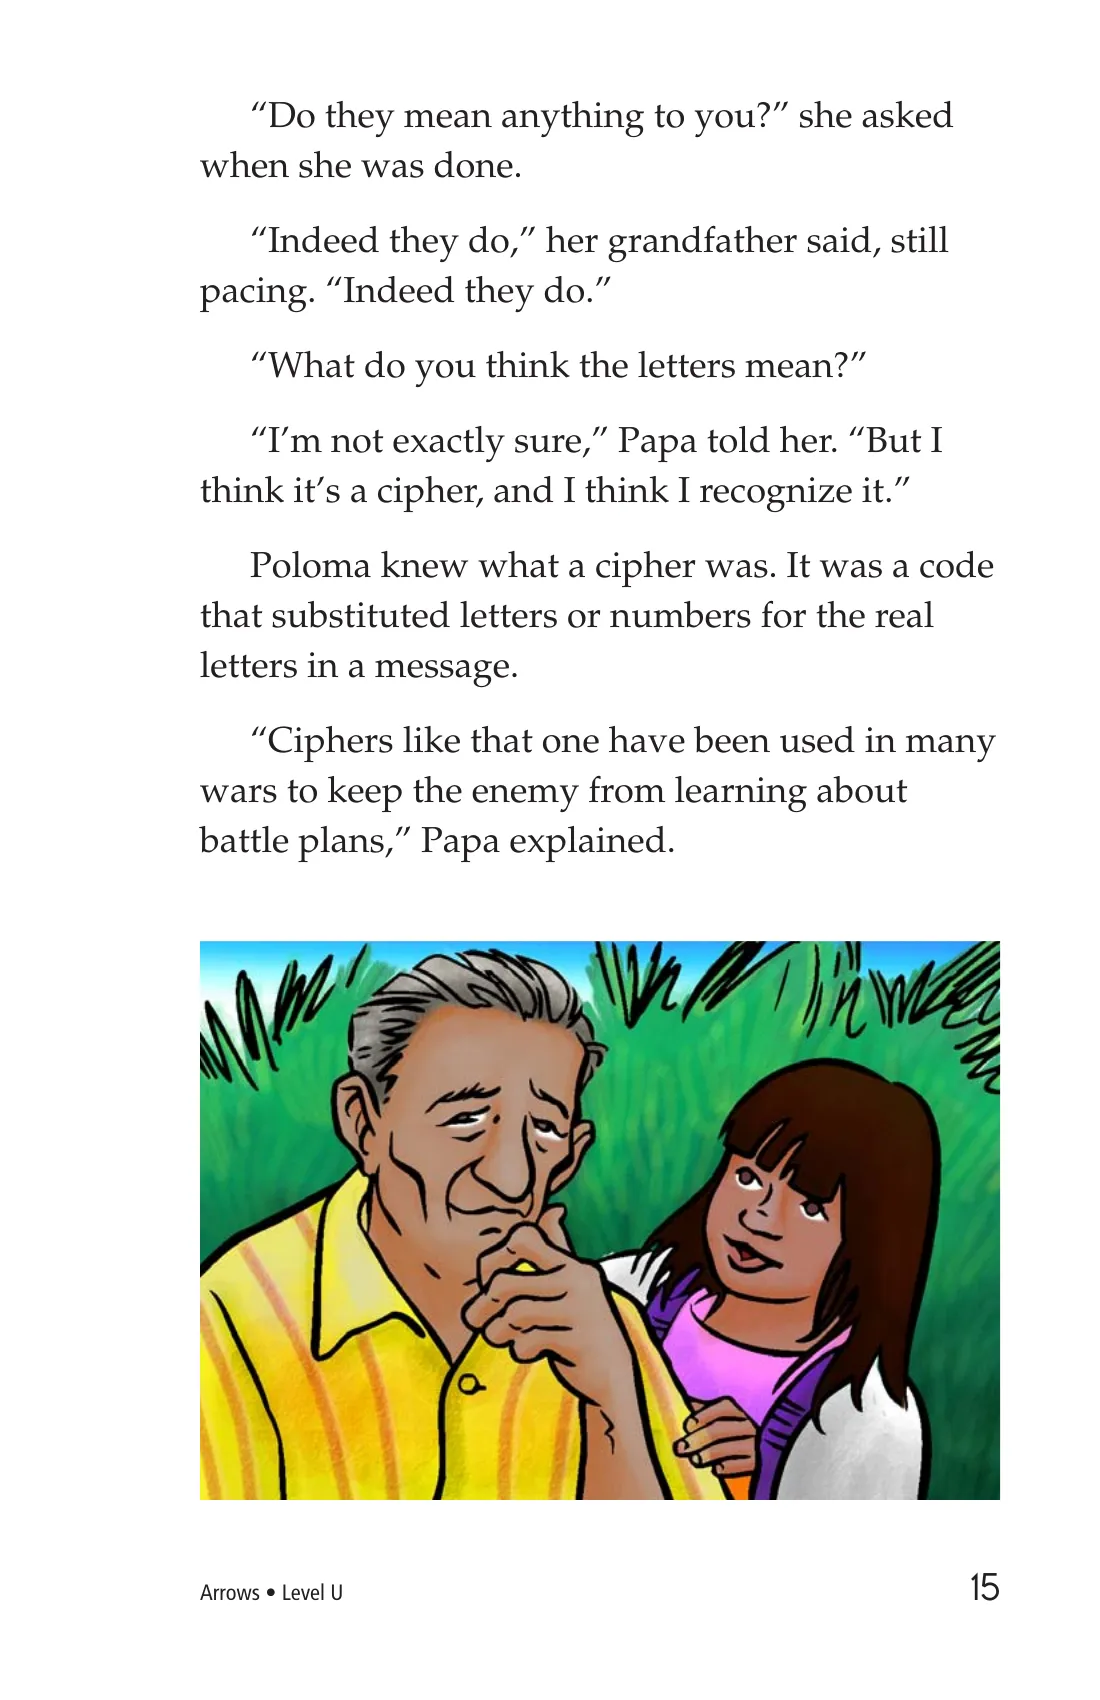 “Do they mean anything to you?” she asked
when she was done.
“Indeed they do,” her grandfather said, still
pacing. “Indeed they do.”
“What do you think the letters mean?”
“I’m not exactly sure,” Papa told her. “But I
think it’s a cipher, and I think I recognize it.”
Poloma knew what a cipher was. It was a code
that substituted letters or numbers for the real
letters in a message.
“Ciphers like that one have been used in many
wars to keep the enemy from learning about
battle plans,” Papa explained.
Arrows • Level U
15